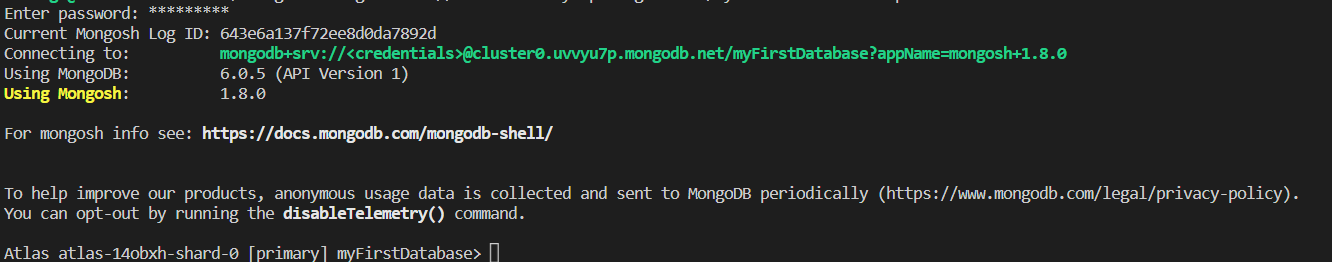 Enter password: *********
Current Mongosh Log ID: 643e6a137f72ee8d0da7892d
Connecting to: mongodb+srv://<credentials>@cluster0.uvvyu7p.mongodb.net/myFirstDatabase?appName=mongosh+1.8.0
Using MongoDB: 6.0.5 (API Version 1)
Using Mongosh: 1.8.0
For mongosh info see: https://docs.mongodb.com/mongodb-shell/
To help improve our products, anonymous usage data is collected and sent to MongoDB periodically (https://www.mongodb.com/legal/privacy-policy).
You can opt-out by running the disableTelemetry() command.
Atlas atlas-14obxh-shard-0 [primary] myFirstDatabase>